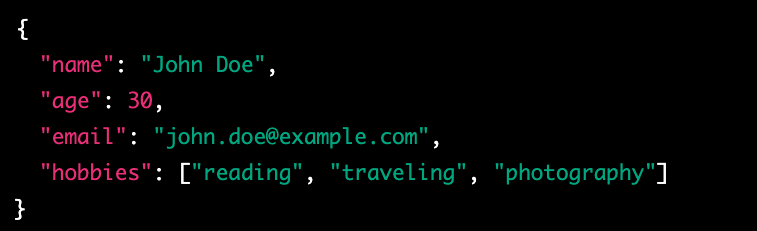 {
  "name": "John Doe",
  "age": 30,
  "email": "john.doe@example.com",
  "hobbies": ["reading", "traveling", "photography"]
}